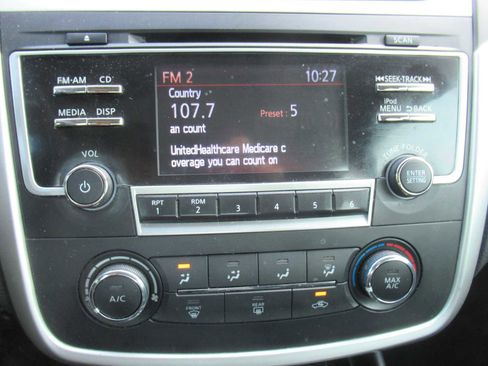 SCAN
FM 2 10:27
Country
107.7 Preset : 5
an count
UnitedHealthcare Medicare c
overage you can count on
FM·AM CD
MEDIA DISP
SEEK·TRACK
iPod
MENU BACK
VOL
TUNE·FOLDER
ENTER
SETTING
RPT RDM
1 2 3 4 5 6
A/C
FRONT REAR
MAX
A/C